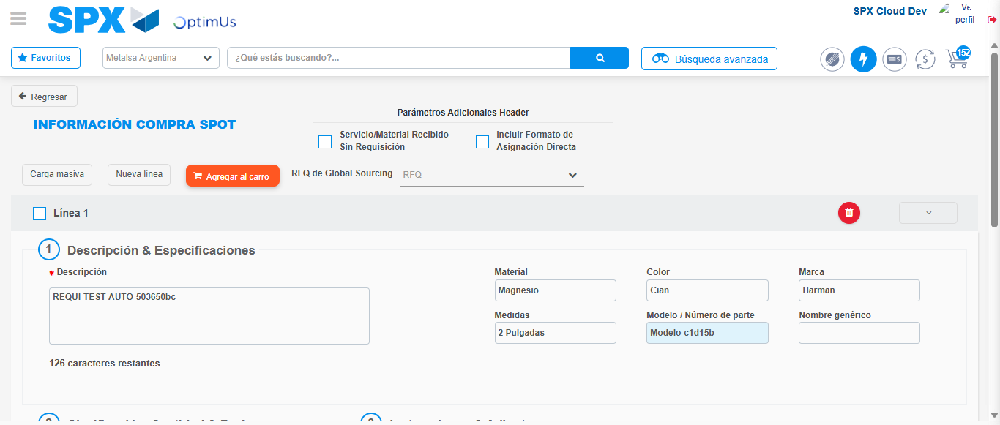 SPX OptimUs
SPX Cloud Dev
Ve
perfil
Favoritos
Metalsa Argentina
¿Qué estás buscando?...
Búsqueda avanzada
152
Regresar
INFORMACIÓN COMPRA SPOT
Parámetros Adicionales Header
Servicio/Material Recibido
Sin Requisición
Incluir Formato de
Asignación Directa
Carga masiva
Nueva línea
Agregar al carro
RFQ de Global Sourcing
RFQ
Línea 1
1 Descripción & Especificaciones
* Descripción
REQUI-TEST-AUTO-503650bc
126 caracteres restantes
Material
Color
Marca
Magnesio
Cian
Harman
Medidas
Modelo / Número de parte
Nombre genérico
2 Pulgadas
Modelo-c1d15b